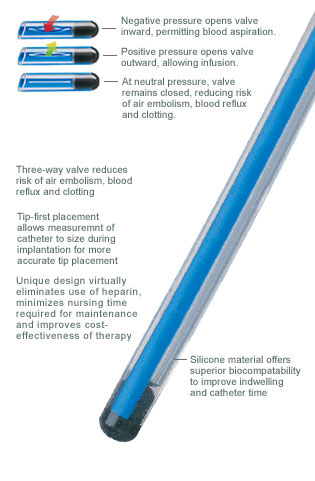 Negative pressure opens valve
inward, permitting blood aspiration.
Positive pressure opens valve
outward, allowing infusion.
At neutral pressure, valve
remains closed, reducing risk
of air embolism, blood reflux
and clotting.
Three-way valve reduces
risk of air embolism, blood
reflux and clotting
Tip-first placement
allows measuremnt of
catheter to size during
implantation for more
accurate tip placement
Unique design virtually
eliminates use of heparin,
minimizes nursing time
required for maintenance
and improves cost-
effectiveness of therapy
Silicone material offers
superior biocompatability
to improve indwelling
and catheter time